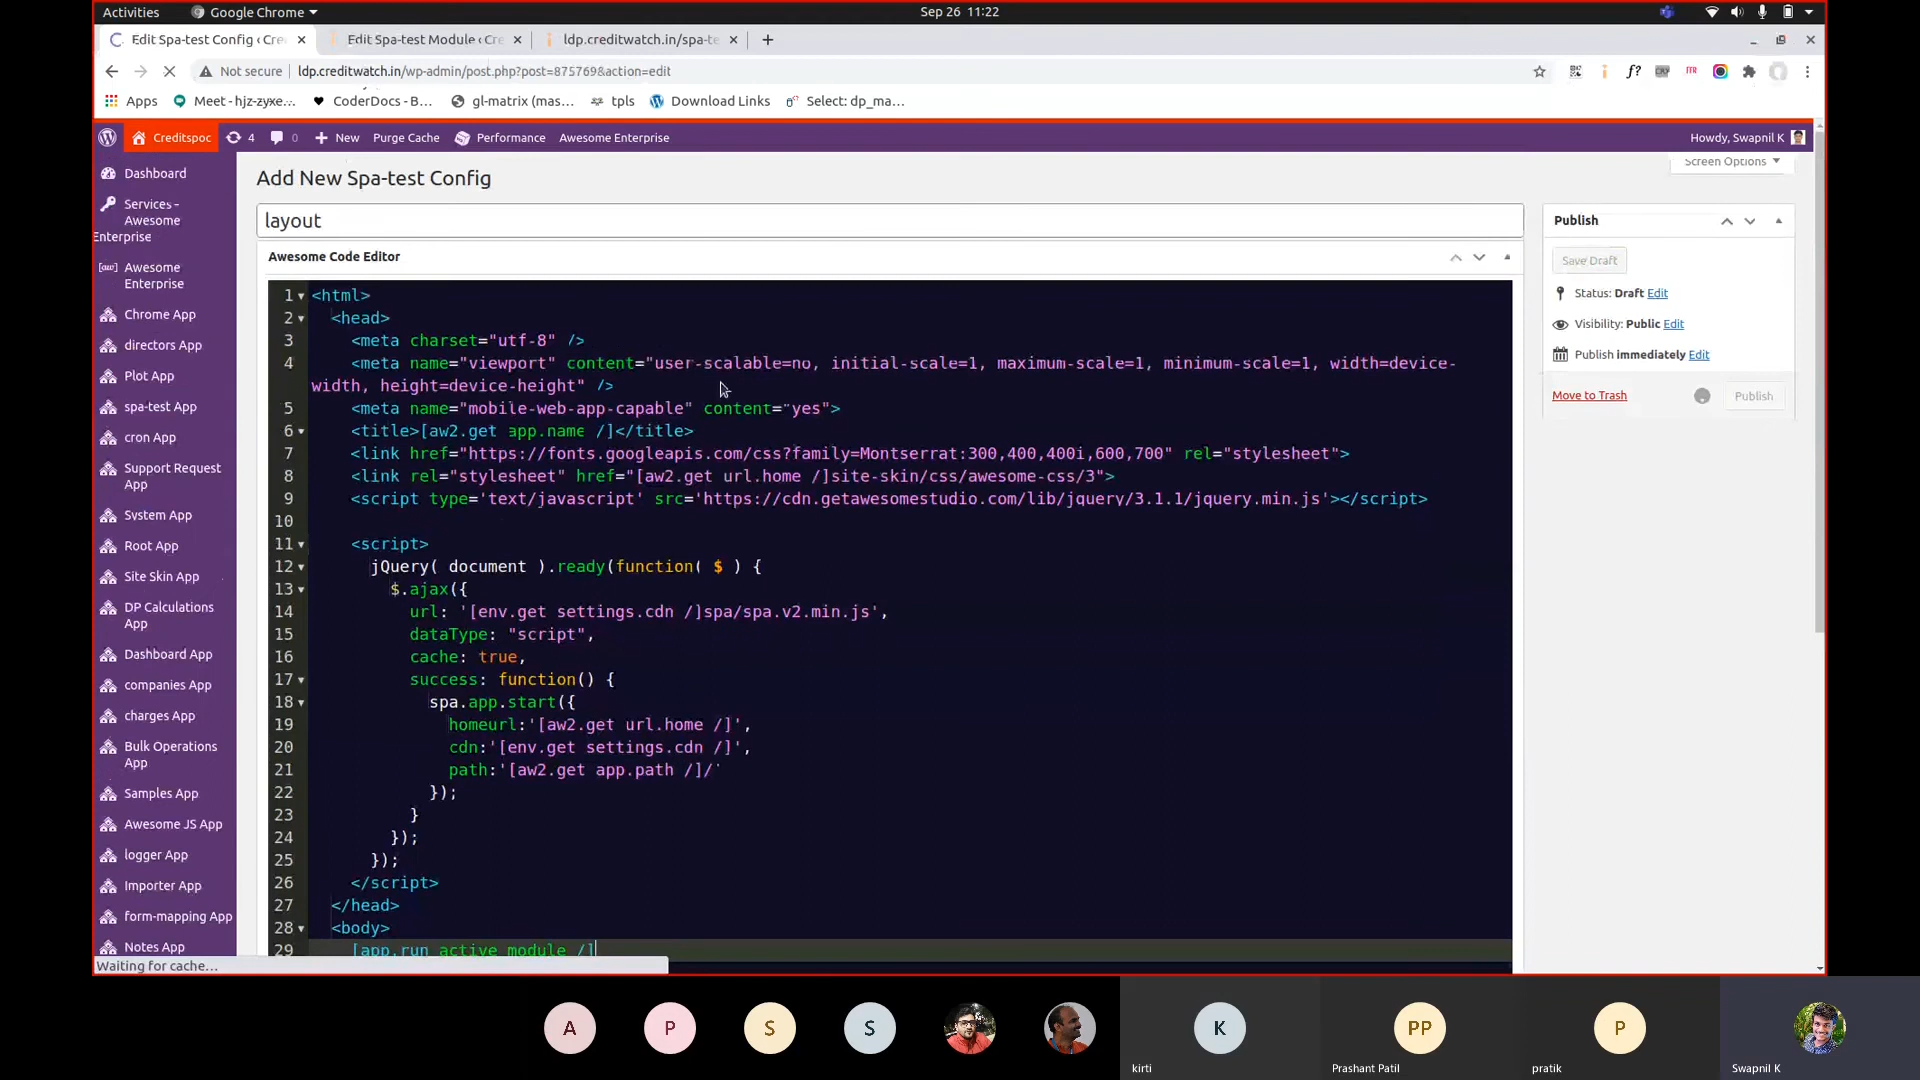 Activities Google Chrome Sep 26 11:22
Edit Spa-test Config ‹ Cre Edit Spa-test Module ‹ Cre ldp.creditwatch.in/spa-te
Not secure ldp.creditwatch.in/wp-admin/post.php?post=875769&action=edit
Apps Meet - hjz-zyxe... CoderDocs - B... gl-matrix (mas... tpls Download Links Select: dp_ma...
Creditspoc 4 0 New Purge Cache Performance Awesome Enterprise Howdy, Swapnil K
Screen Options
Dashboard
Services - Awesome Enterprise
Awesome Enterprise
Chrome App
directors App
Plot App
spa-test App
cron App
Support Request App
System App
Root App
Site Skin App
DP Calculations App
Dashboard App
companies App
charges App
Bulk Operations App
Samples App
Awesome JS App
logger App
Importer App
form-mapping App
Notes App
Add New Spa-test Config
layout
Awesome Code Editor
1 <html>
2 <head>
3 <meta charset="utf-8" />
4 <meta name="viewport" content="user-scalable=no, initial-scale=1, maximum-scale=1, minimum-scale=1, width=device-
width, height=device-height" />
5 <meta name="mobile-web-app-capable" content="yes">
6 <title>[aw2.get app.name /]</title>
7 <link href="https://fonts.googleapis.com/css?family=Montserrat:300,400,400i,600,700" rel="stylesheet">
8 <link rel="stylesheet" href="[aw2.get url.home /]site-skin/css/awesome-css/3">
9 <script type='text/javascript' src='https://cdn.getawesomestudio.com/lib/jquery/3.1.1/jquery.min.js'></script>
10
11 <script>
12 jQuery( document ).ready(function( $ ) {
13 $.ajax({
14 url: '[env.get settings.cdn /]spa/spa.v2.min.js',
15 dataType: "script",
16 cache: true,
17 success: function() {
18 spa.app.start({
19 homeurl:'[aw2.get url.home /]',
20 cdn:'[env.get settings.cdn /]',
21 path:'[aw2.get app.path /]/'
22 });
23 }
24 });
25 });
26 </script>
27 </head>
28 <body>
29 [app.run active module /]
Publish
Save Draft
Status: Draft Edit
Visibility: Public Edit
Publish immediately Edit
Move to Trash Publish
Waiting for cache...
A P S S K PP P
kirti Prashant Patil pratik Swapnil K